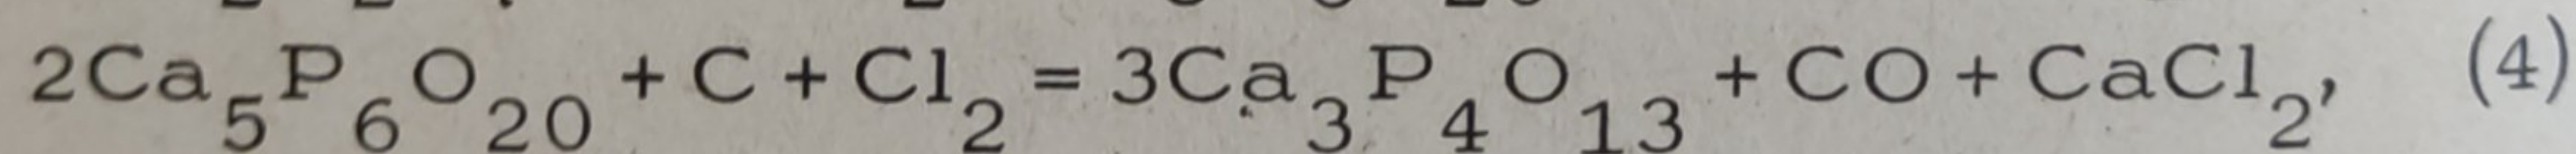 2Ca₅P₆O₂₀ + C + Cl₂ = 3Ca₃P₄O₁₃ + CO + CaCl₂, (4)